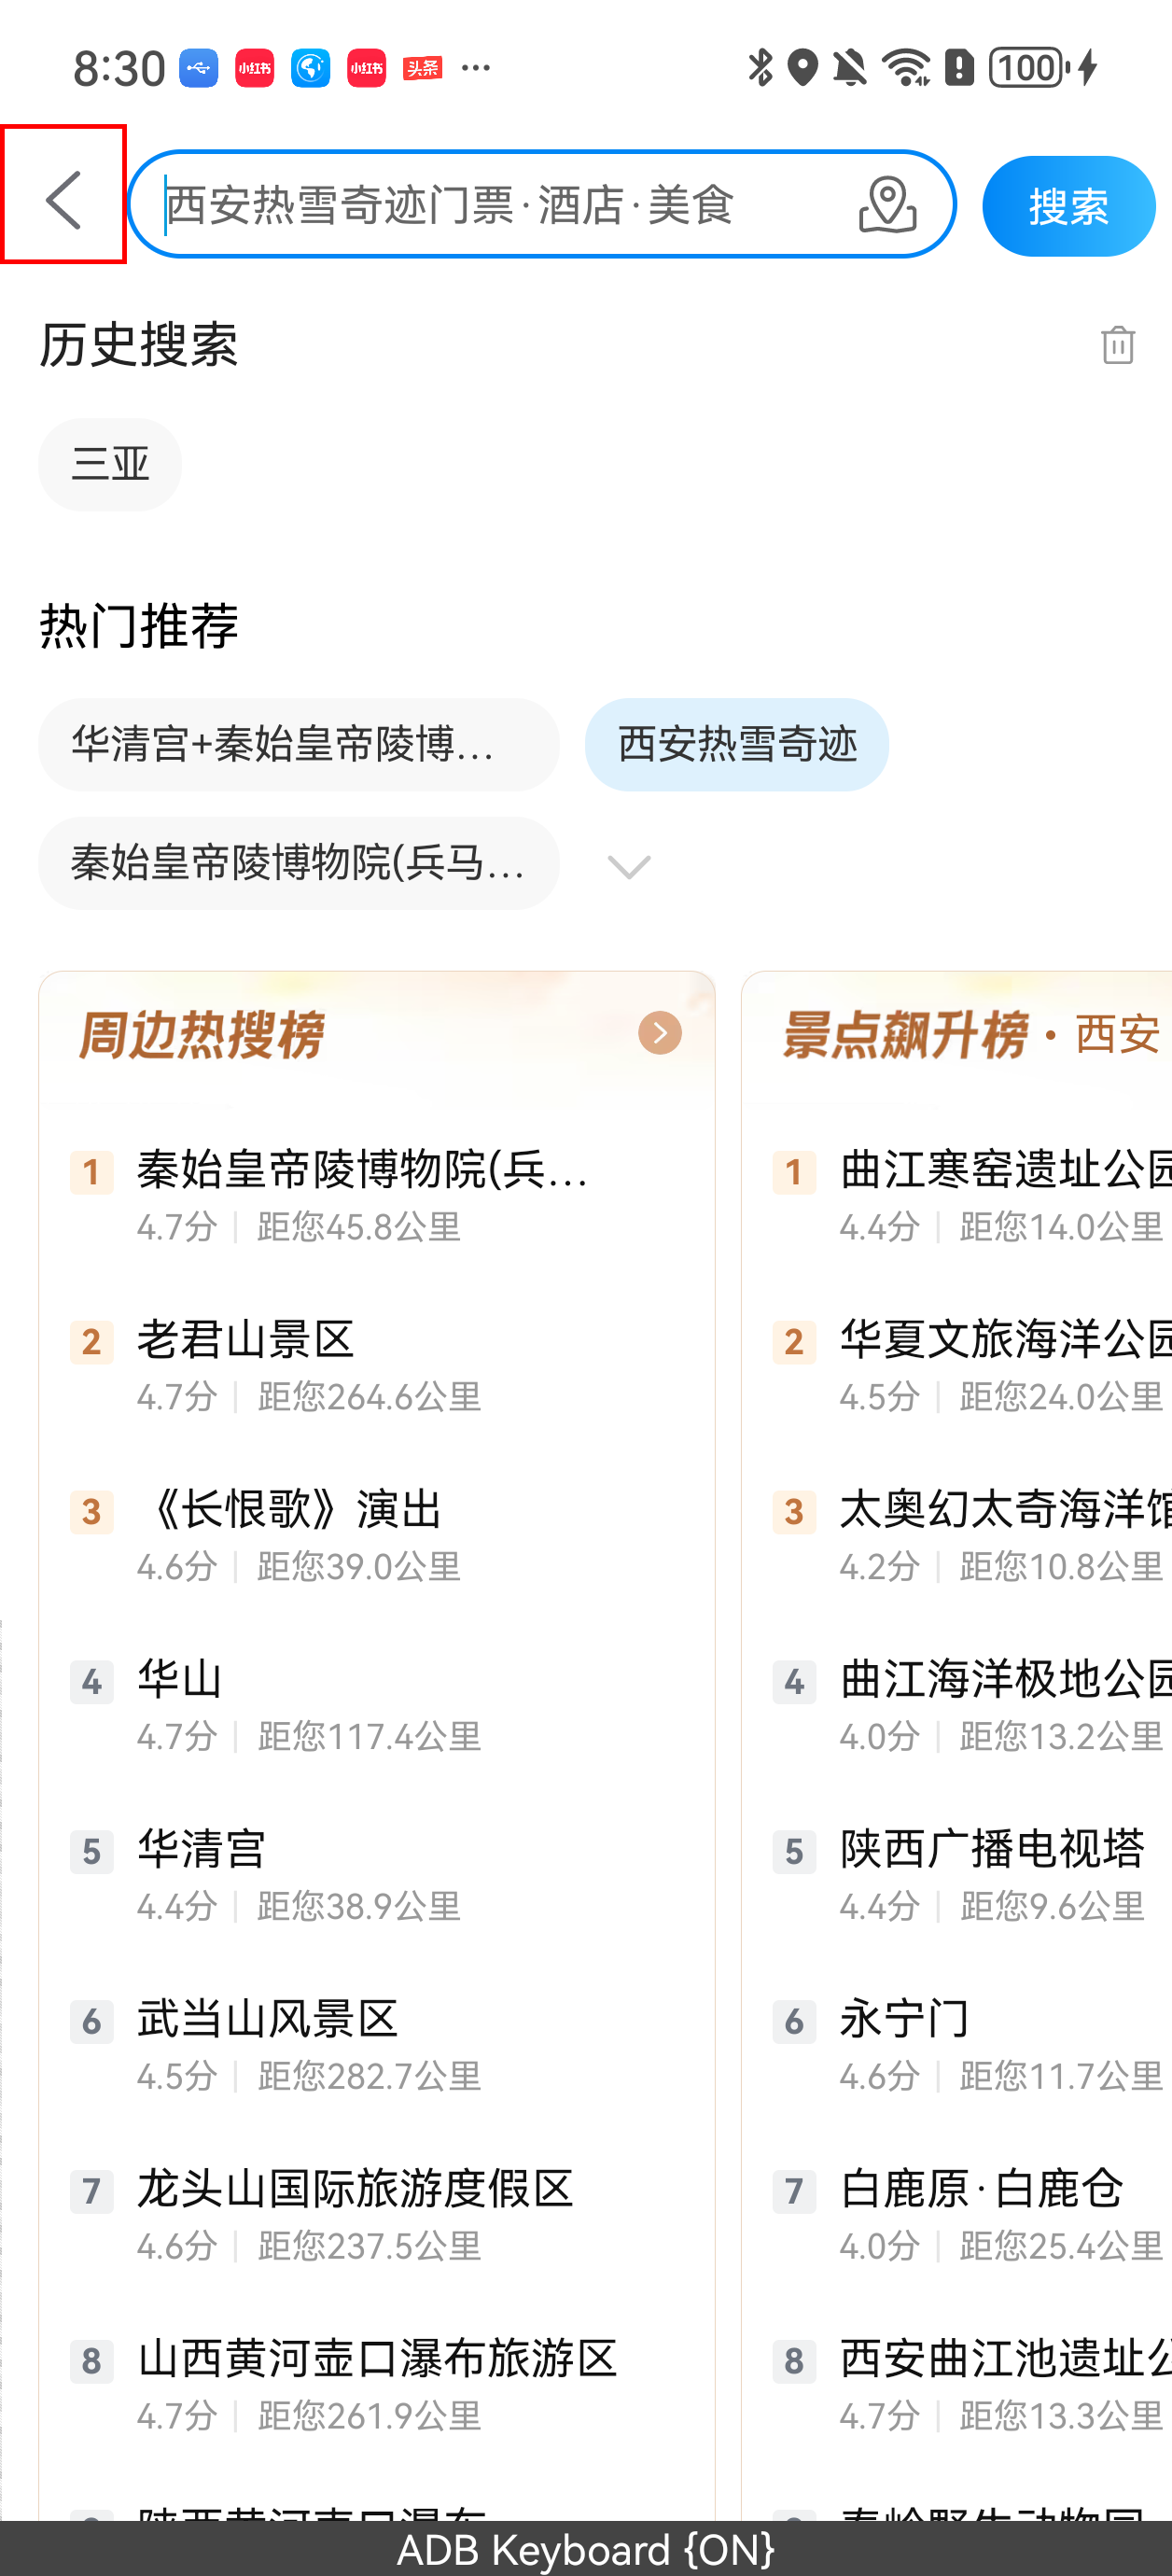 8:30 小红书 小红书 头条 ··· 100
西安热雪奇迹门票·酒店·美食 搜索
历史搜索
三亚
热门推荐
华清宫+秦始皇帝陵博... 西安热雪奇迹
秦始皇帝陵博物院(兵马...
周边热搜榜
1 秦始皇帝陵博物院(兵...
4.7分 距您45.8公里
2 老君山景区
4.7分 距您264.6公里
3 《长恨歌》演出
4.6分 距您39.0公里
4 华山
4.7分 距您117.4公里
5 华清宫
4.4分 距您38.9公里
6 武当山风景区
4.5分 距您282.7公里
7 龙头山国际旅游度假区
4.6分 距您237.5公里
8 山西黄河壶口瀑布旅游区
4.7分 距您261.9公里
景点飙升榜·西安
1 曲江寒窑遗址公园
4.4分 距您14.0公里
2 华夏文旅海洋公园
4.5分 距您24.0公里
3 太奥幻太奇海洋馆
4.2分 距您10.8公里
4 曲江海洋极地公园
4.0分 距您13.2公里
5 陕西广播电视塔
4.4分 距您9.6公里
6 永宁门
4.6分 距您11.7公里
7 白鹿原·白鹿仓
4.0分 距您25.4公里
8 西安曲江池遗址公
4.7分 距您13.3公里
ADB Keyboard {ON}